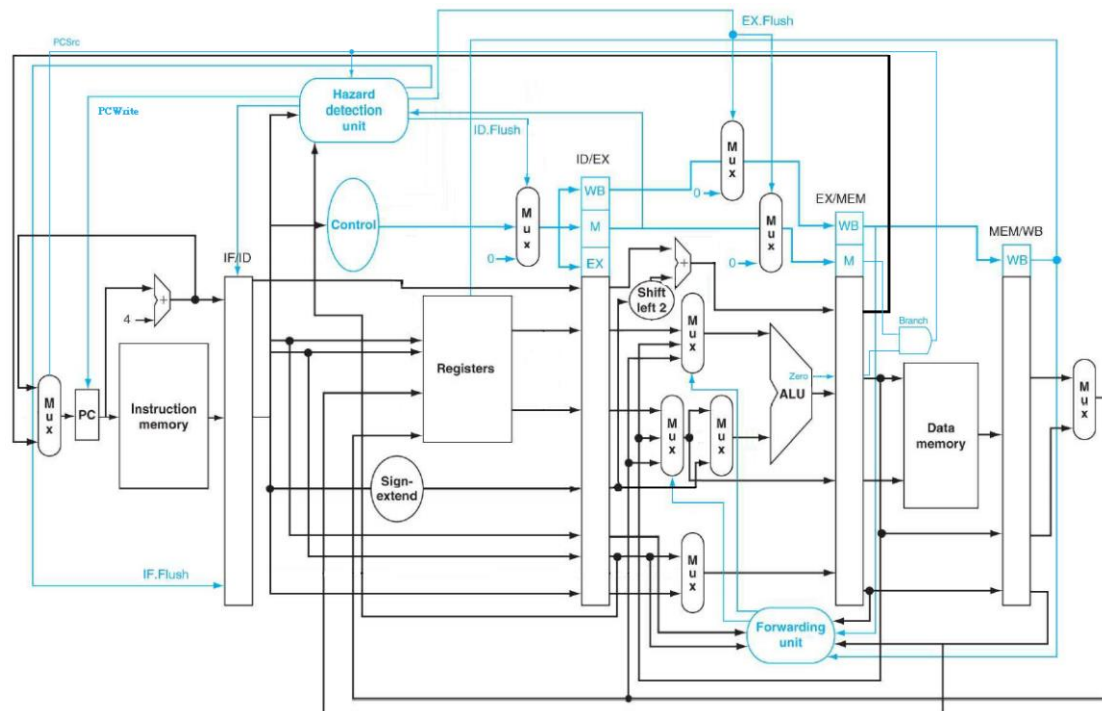 EX.Flush
PCSrc
Hazard
detection
unit
PCWrite
ID.Flush
ID/EX
M
u
x
WB
0
EX/MEM
Control
M
u
x
M
M
u
x
WB
MEM/WB
IF/ID
0
EX
0
M
WB
+
+
Shift
left 2
4
M
u
x
Branch
Registers
Zero
ALU
M
u
x
PC
Instruction
memory
M
u
x
M
u
x
Data
memory
M
u
x
Sign-
extend
M
u
x
IF.Flush
Forwarding
unit